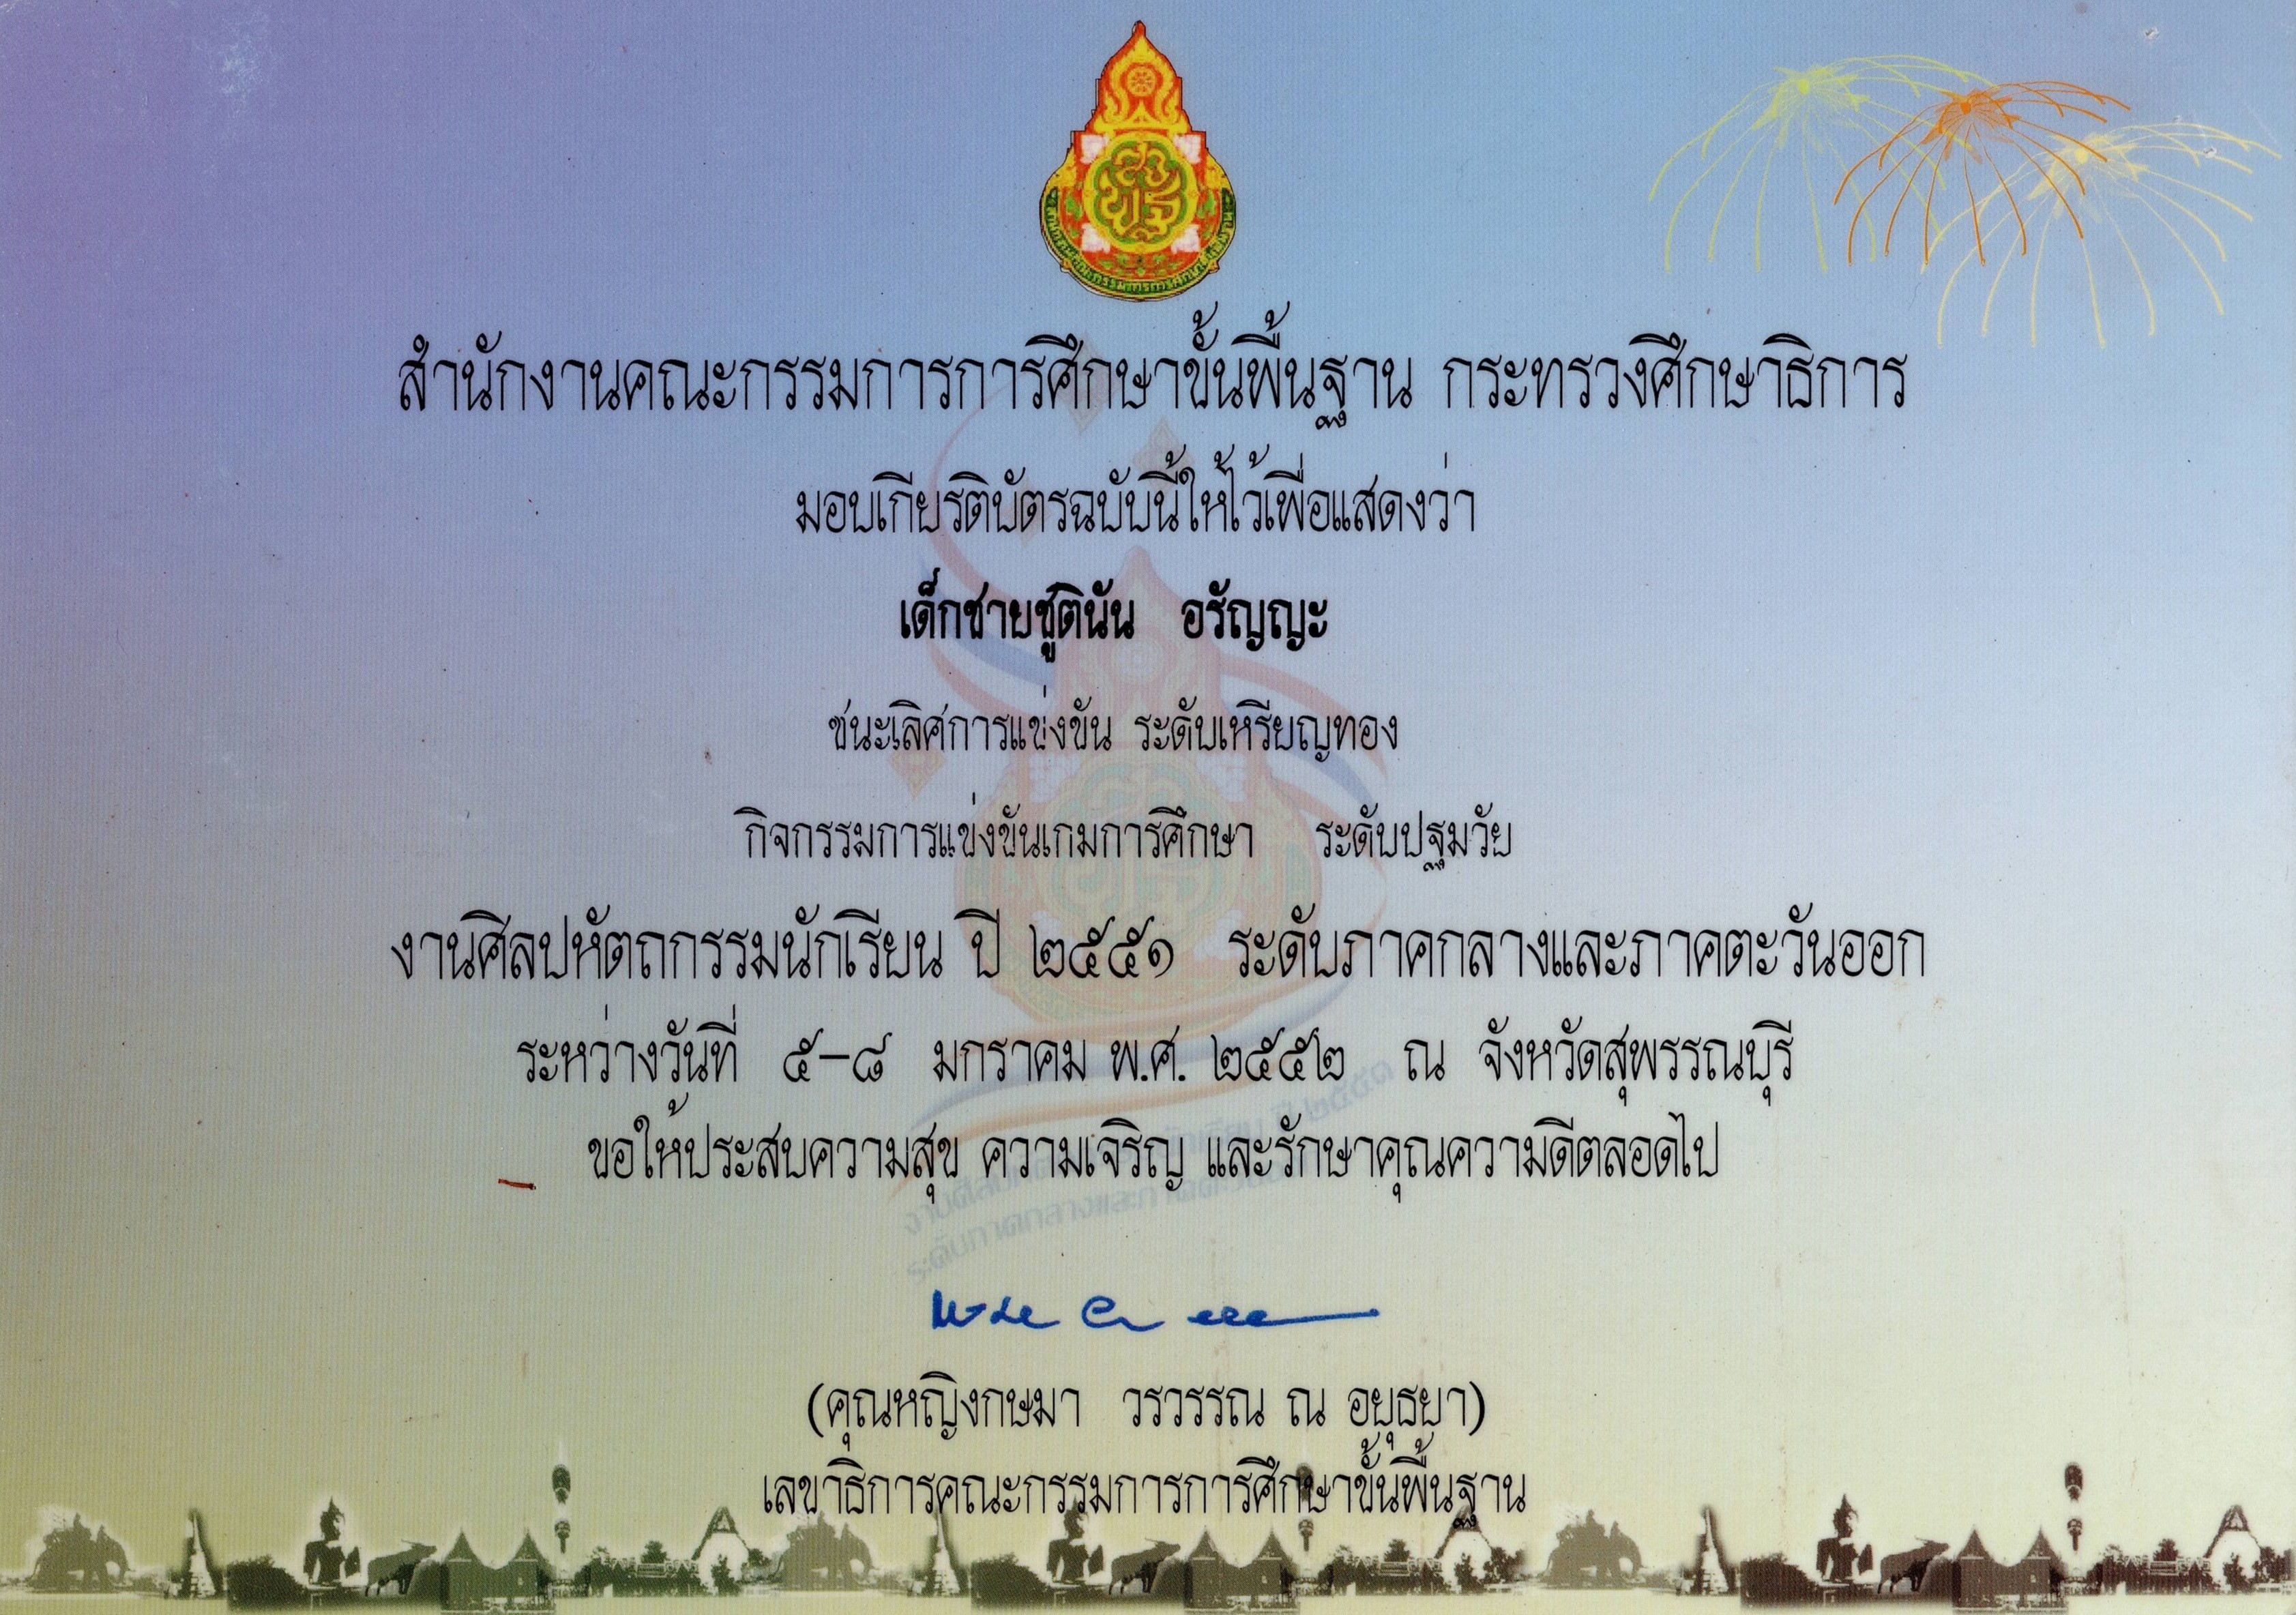 สำนักงานคณะกรรมการการศึกษาขั้นพื้นฐาน กระทรวงศึกษาธิการ
มอบเกียรติบัตรฉบับนี้ให้ไว้เพื่อแสดงว่า
เด็กชายชูตินัน อรัญญะ
ชนะเลิศการแข่งขัน ระดับเหรียญทอง
กิจกรรมการแข่งขันเกมการศึกษา ระดับปฐมวัย
งานศิลปหัตถกรรมนักเรียน ปี ๒๕๕๑ ระดับภาคกลางและภาคตะวันออก
ระหว่างวันที่ ๕-๘ มกราคม พ.ศ. ๒๕๕๒ ณ จังหวัดสุพรรณบุรี
ขอให้ประสบความสุข ความเจริญ และรักษาคุณความดีตลอดไป
(คุณหญิงกษมา วรวรรณ ณ อยุธยา)
เลขาธิการคณะกรรมการการศึกษาขั้นพื้นฐาน